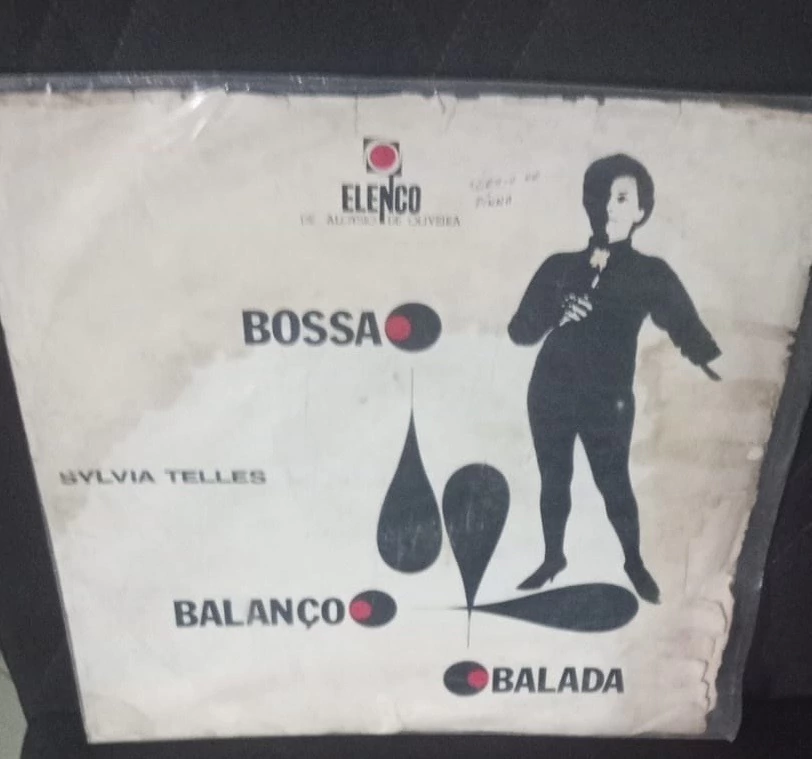 ELENCO
DE ALOYSIO DE OLIVEIRA
BOSSA
SYLVIA TELLES
BALANÇO
BALADA